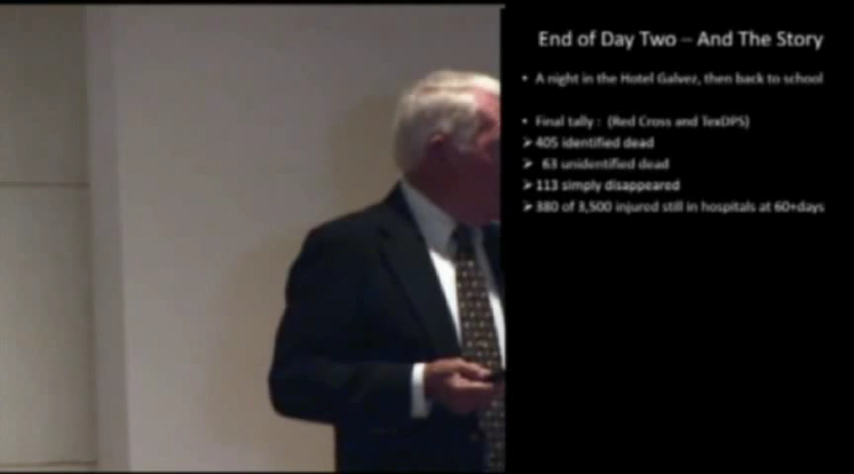 End of Day Two – And The Story
• A night in the Hotel Galvez, then back to school
• Final tally : (Red Cross and TexDPS)
➢ 405 identified dead
➢ 63 unidentified dead
➢ 113 simply disappeared
➢ 380 of 3,500 injured still in hospitals at 60+days